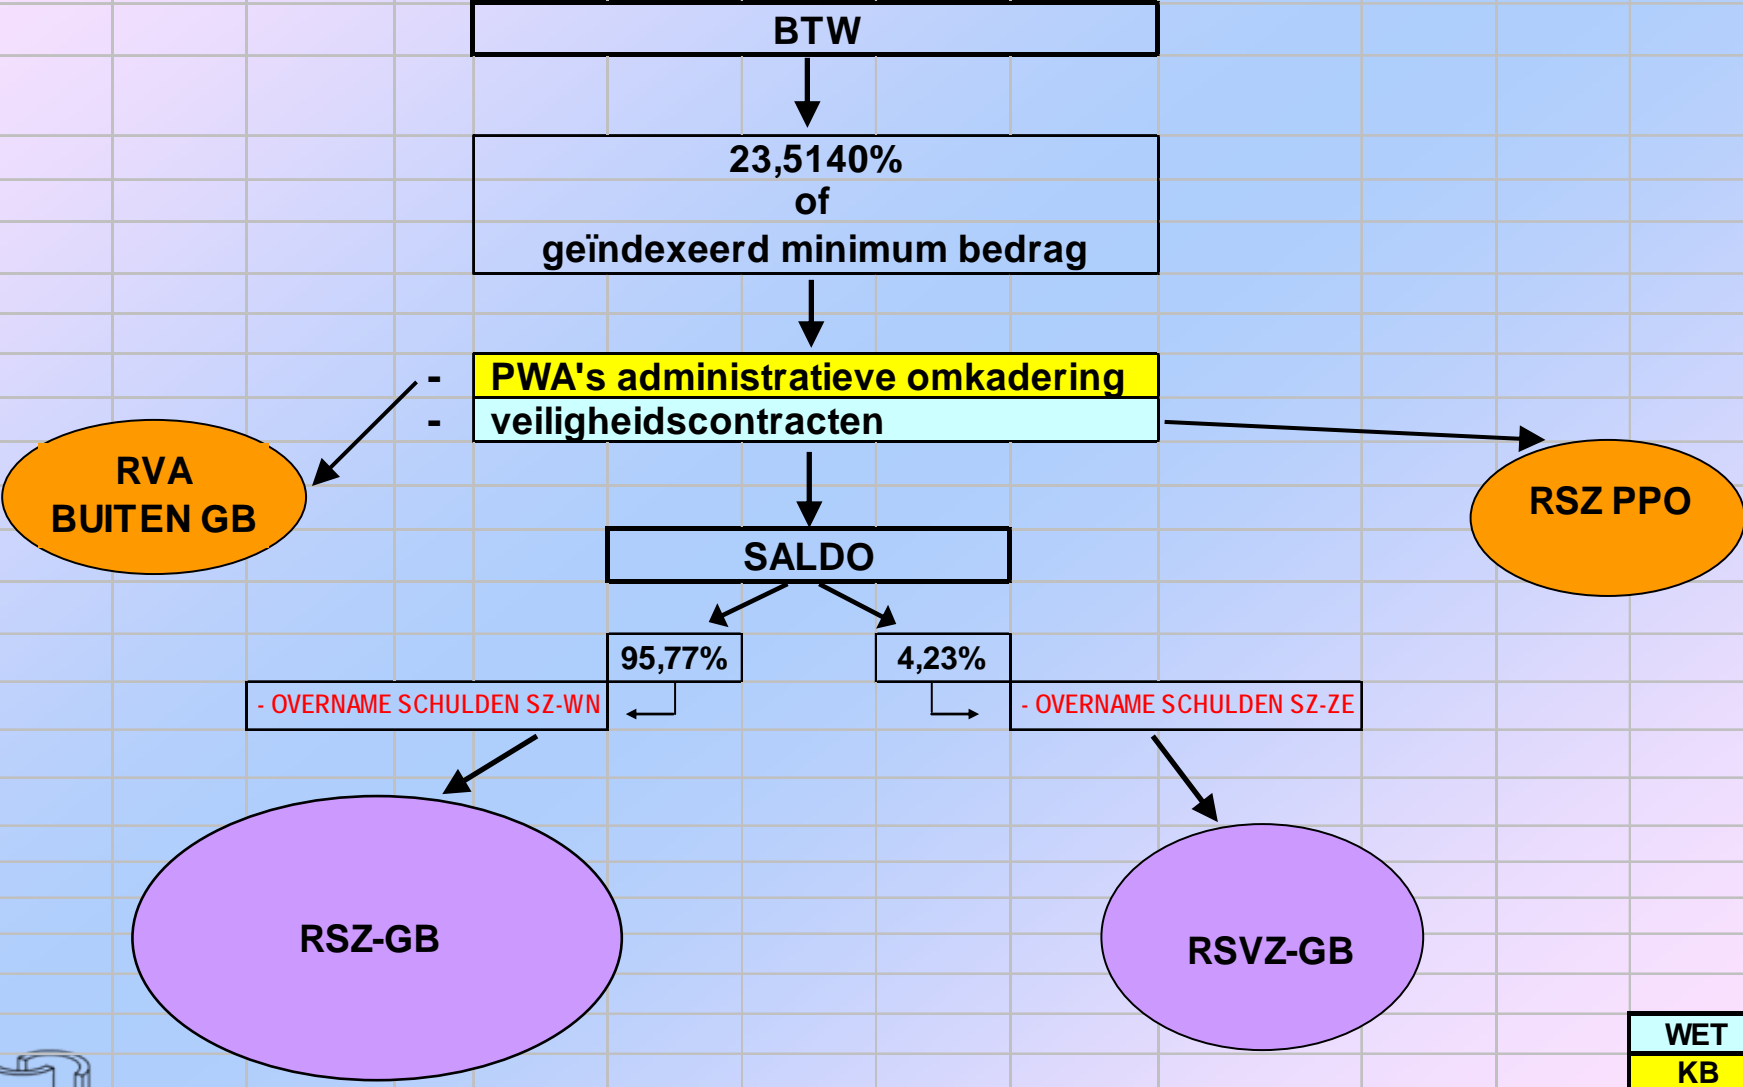 BTW
23,5140%
of
geïndexeerd minimum bedrag
- PWA's administratieve omkadering
- veiligheidscontracten
RVA
BUITEN GB
RSZ PPO
SALDO
95,77%
4,23%
- OVERNAME SCHULDEN SZ-WN
- OVERNAME SCHULDEN SZ-ZE
RSZ-GB
RSVZ-GB
WET
KB